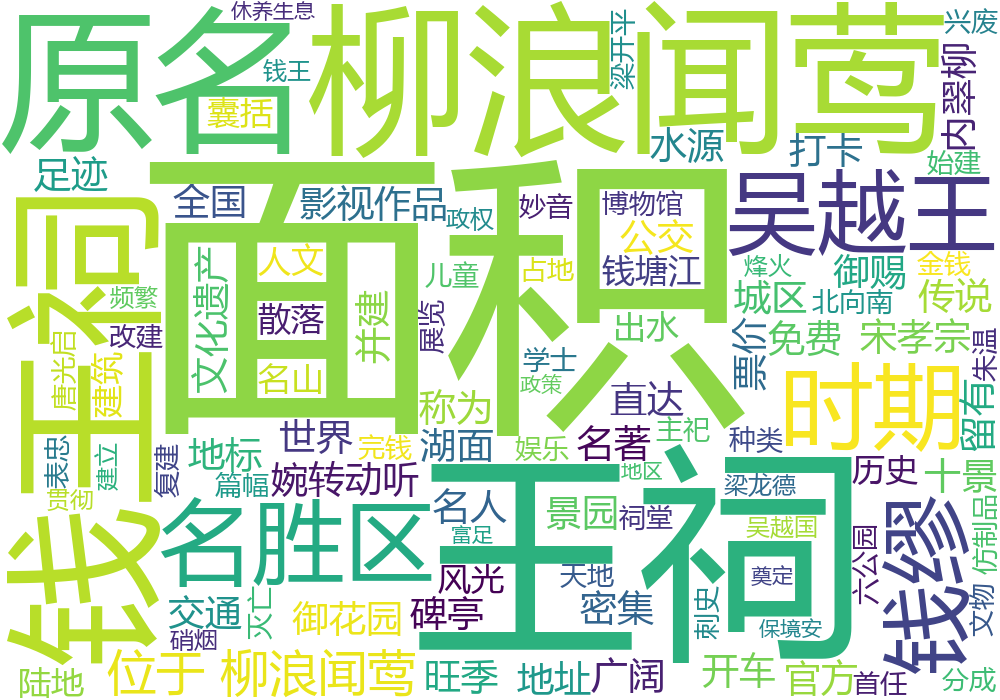 休养生息
原名
柳浪闻莺
梁开平
兴废
钱王
囊括
内翠柳
足迹
水源
打卡
始建
全国
影视作品
政权
妙音
博物馆
吴越王
钱王祠
面积
公交
文化遗产
人文
儿童
占地
钱塘江
烽火
御赐
金钱
频繁
散落
并建
展览
城区
北向南
传说
改建
出水
票价
免费
宋孝宗
朱温
唐光启
建筑
名山
学士
政策
时期
留有
称为
直达
世界
完钱
湖面
娱乐
名著
主祀
种类
表忠
建立
复建
地标
篇幅
婉转动听
地区
王祠
梁龙德
历史
十景
贯彻
名胜区
名人
富足
景园
祠堂
吴越国
钱缪
仿制品
六公园
风光
天地
奠定
交通
灭亡
御花园
碑亭
密集
刺史
保境安
文物
硝烟
陆地
位于
柳浪闻莺
旺季
地址
广阔
开车
官方
首任
分成